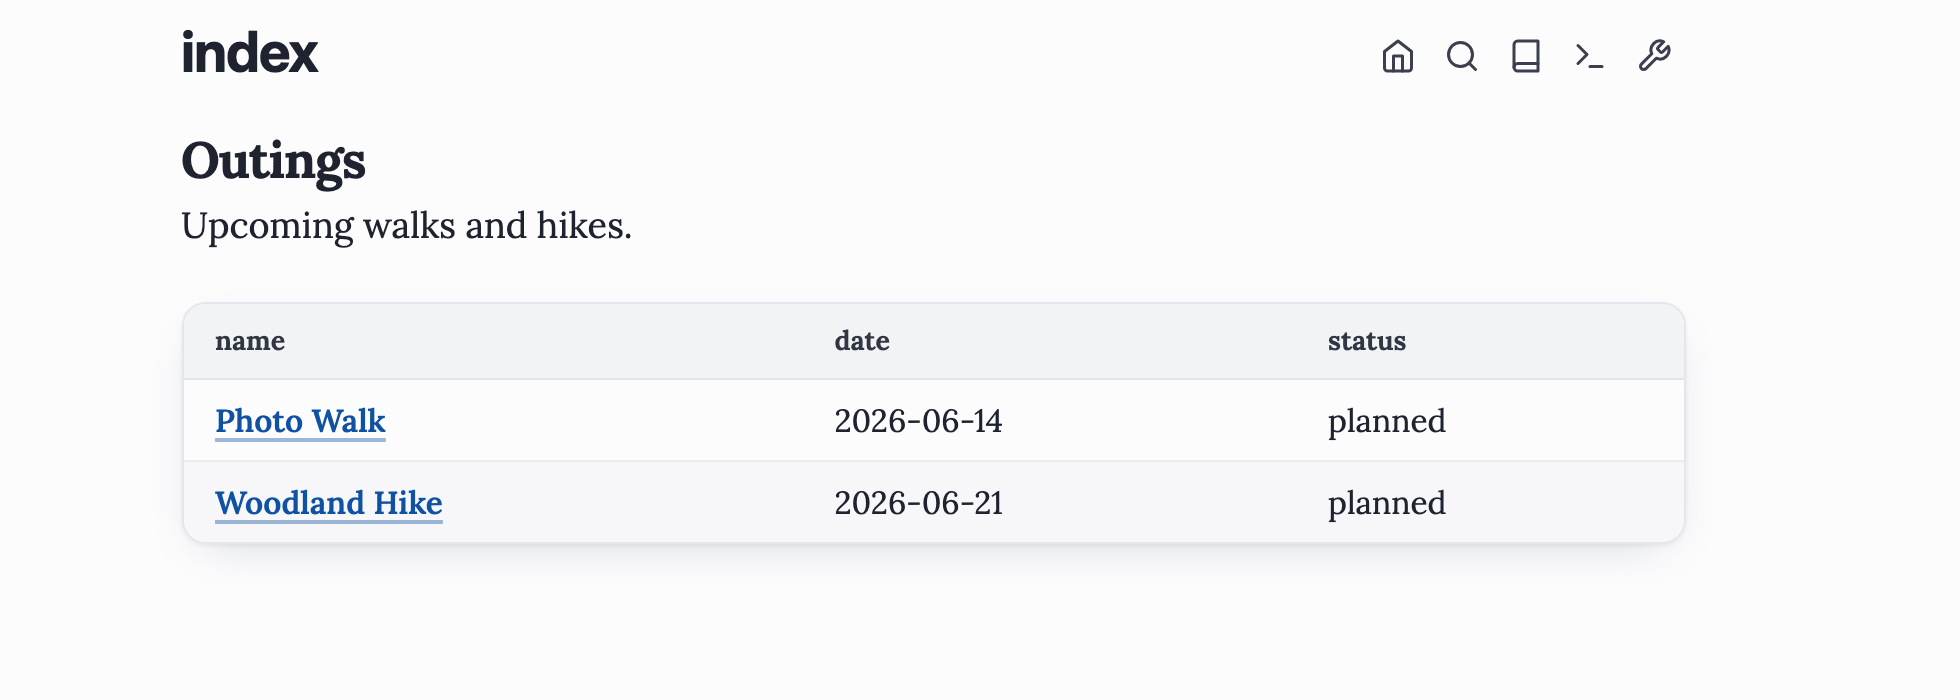 index
Outings
Upcoming walks and hikes.
name date status
Photo Walk 2026-06-14 planned
Woodland Hike 2026-06-21 planned